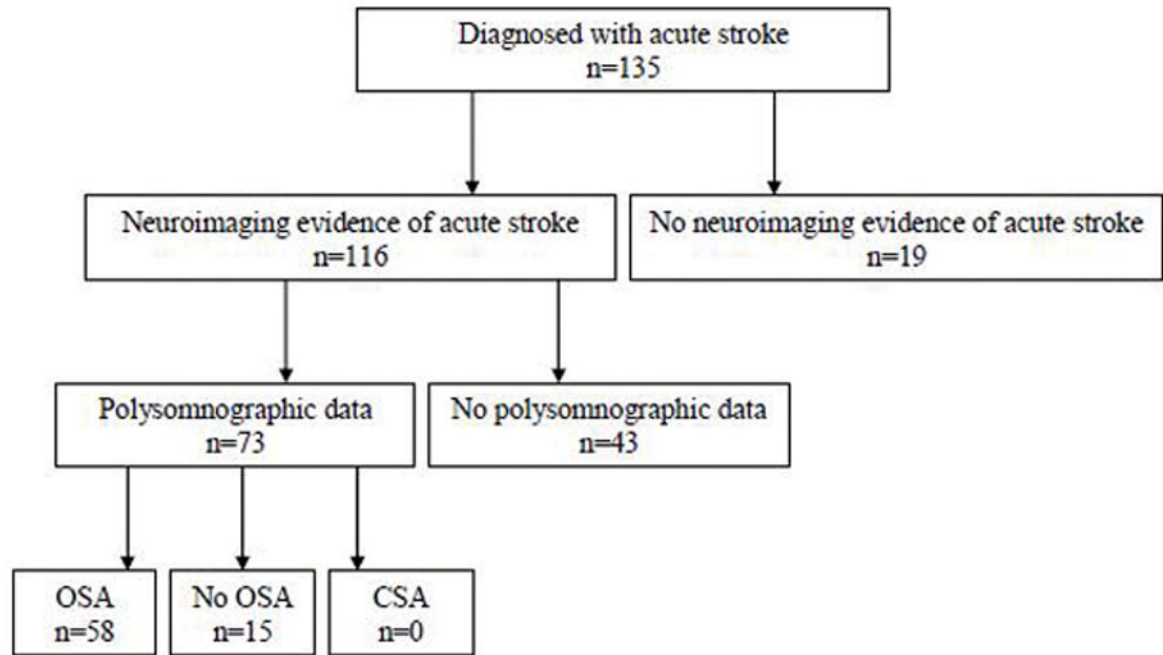 Diagnosed with acute stroke
n=135
Neuroimaging evidence of acute stroke
n=116
No neuroimaging evidence of acute stroke
n=19
Polysomnographic data
n=73
No polysomnographic data
n=43
OSA
n=58
No OSA
n=15
CSA
n=0